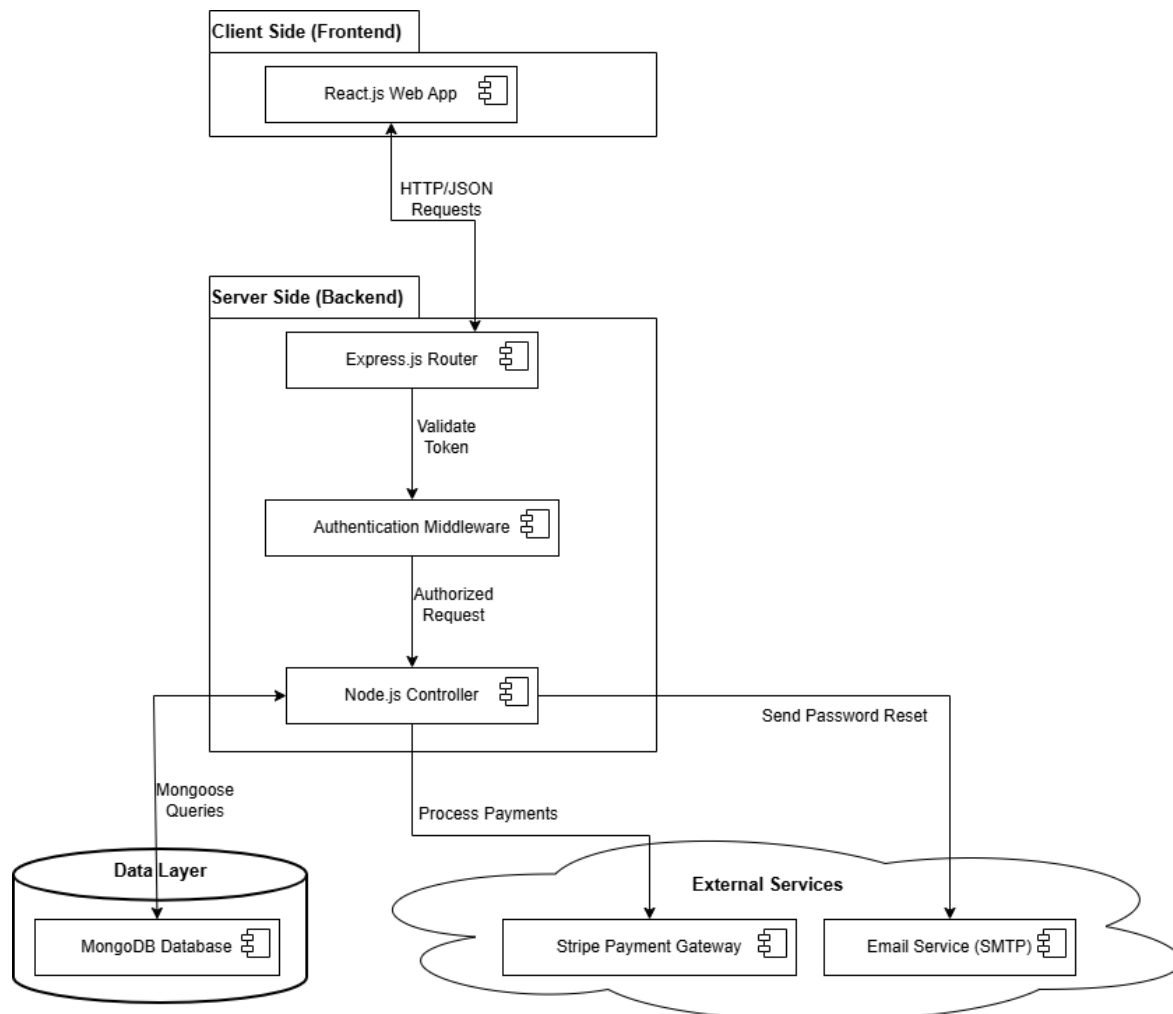 Client Side (Frontend)
React.js Web App
HTTP/JSON
Requests
Server Side (Backend)
Express.js Router
Validate
Token
Authentication Middleware
Authorized
Request
Node.js Controller
Send Password Reset
Mongoose
Queries
Process Payments
Data Layer
External Services
MongoDB Database
Stripe Payment Gateway
Email Service (SMTP)